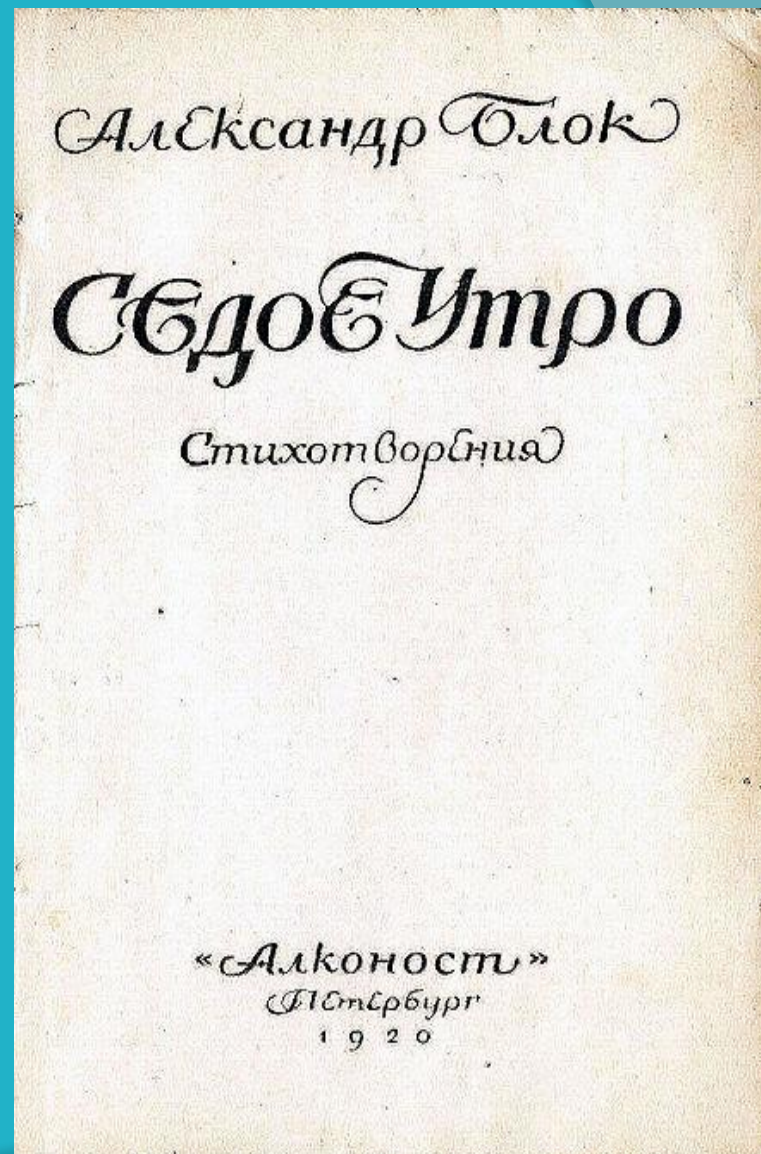 Александр Блок
Седое Утро
Стихотворения
«Алконост»
Петербург
1920